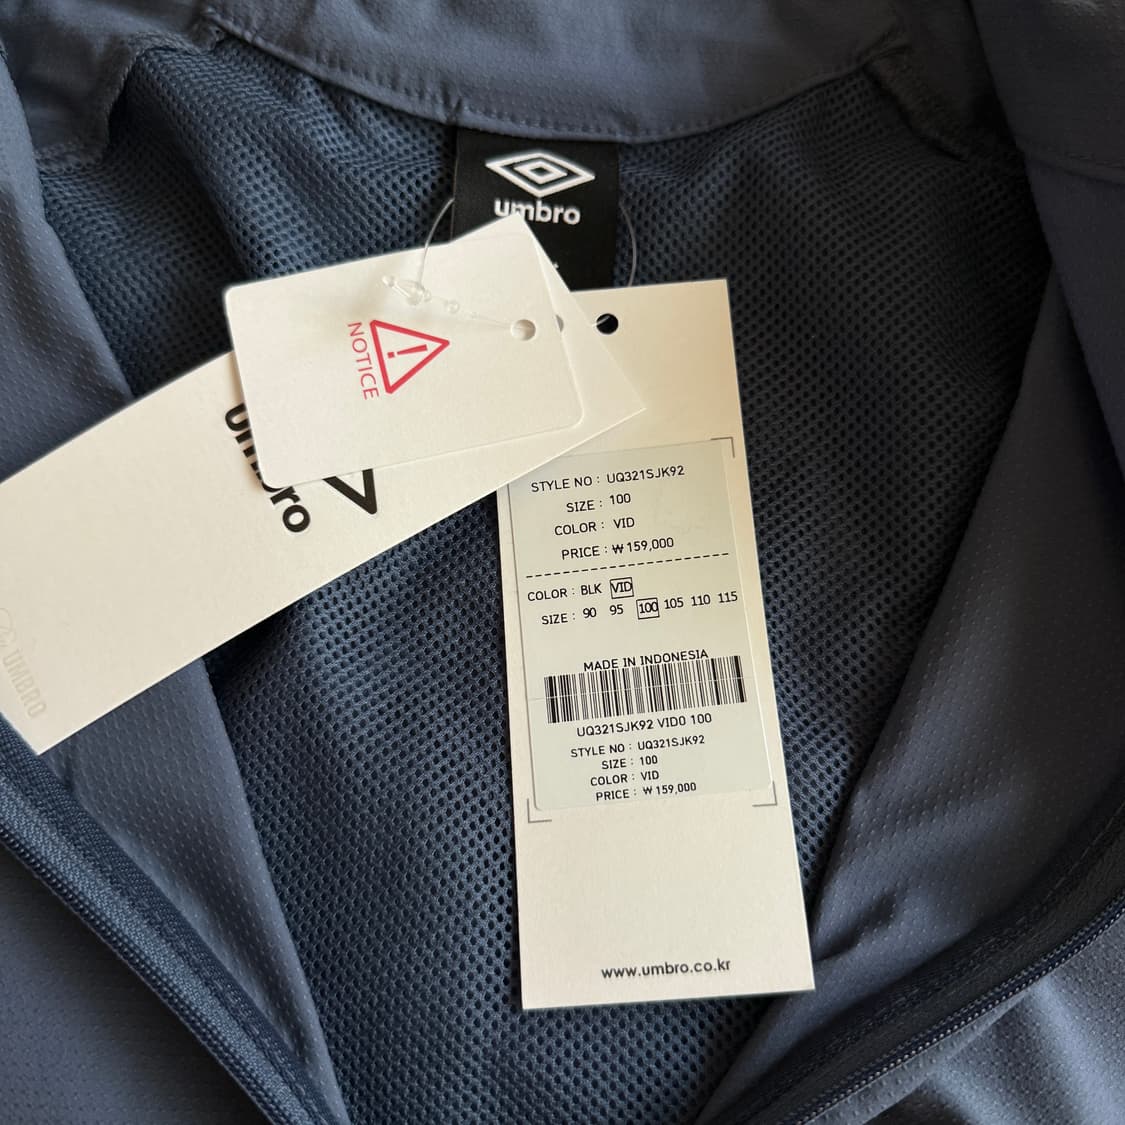 umbro
NOTICE
umbro
UMBRO
STYLE NO : UQ321SJK92
SIZE : 100
COLOR : VID
PRICE : ₩159,000
COLOR : BLK VID
SIZE : 90 95 100 105 110 115
MADE IN INDONESIA
UQ321SJK92 VID0 100
STYLE NO : UQ321SJK92
SIZE : 100
COLOR : VID
PRICE : ₩159,000
www.umbro.co.kr